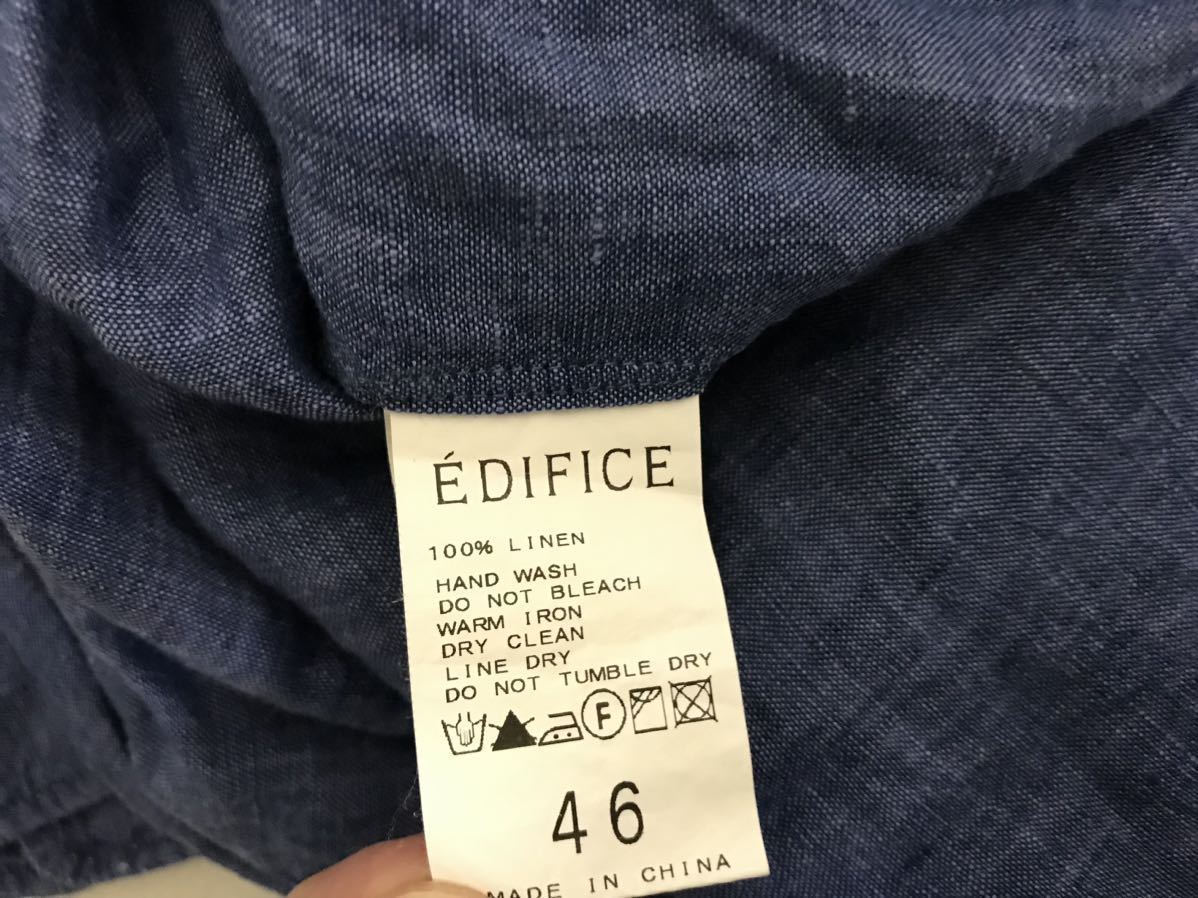 ÉDIFICE
100% LINEN
HAND WASH
DO NOT BLEACH
WARM IRON
DRY CLEAN
LINE DRY
DO NOT TUMBLE DRY
F
46
MADE IN CHINA